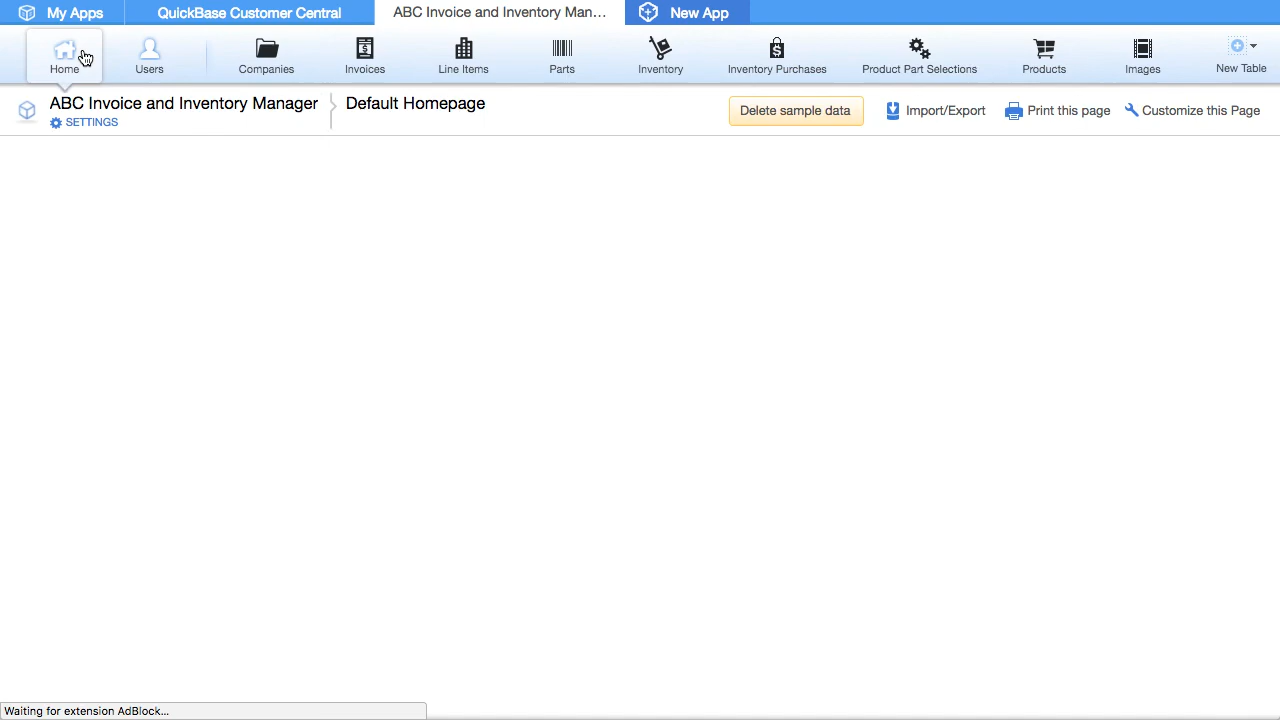 My Apps
QuickBase Customer Central
ABC Invoice and Inventory Man...
New App
Home
Users
Companies
Invoices
Line Items
Parts
Inventory
Inventory Purchases
Product Part Selections
Products
Images
New Table
ABC Invoice and Inventory Manager
Default Homepage
SETTINGS
Delete sample data
Import/Export
Print this page
Customize this Page
Waiting for extension AdBlock...